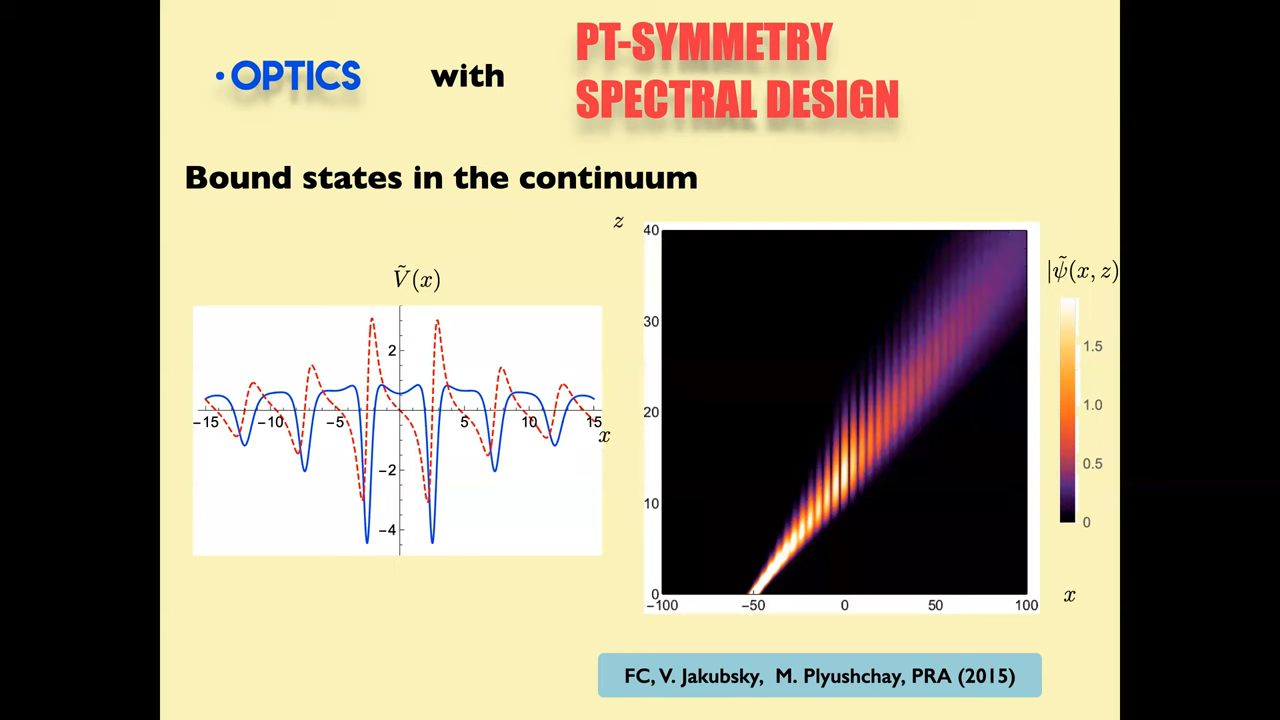 • OPTICS with PT-SYMMETRY
SPECTRAL DESIGN
Bound states in the continuum
Ṽ(x)
2
−15 −10 −5 5 10 15
x
−2
−4
z
40
30
20
10
0
−100 −50 0 50 100
x
|ψ̃(x, z)
1.5
1.0
0.5
0
FC, V. Jakubsky, M. Plyushchay, PRA (2015)